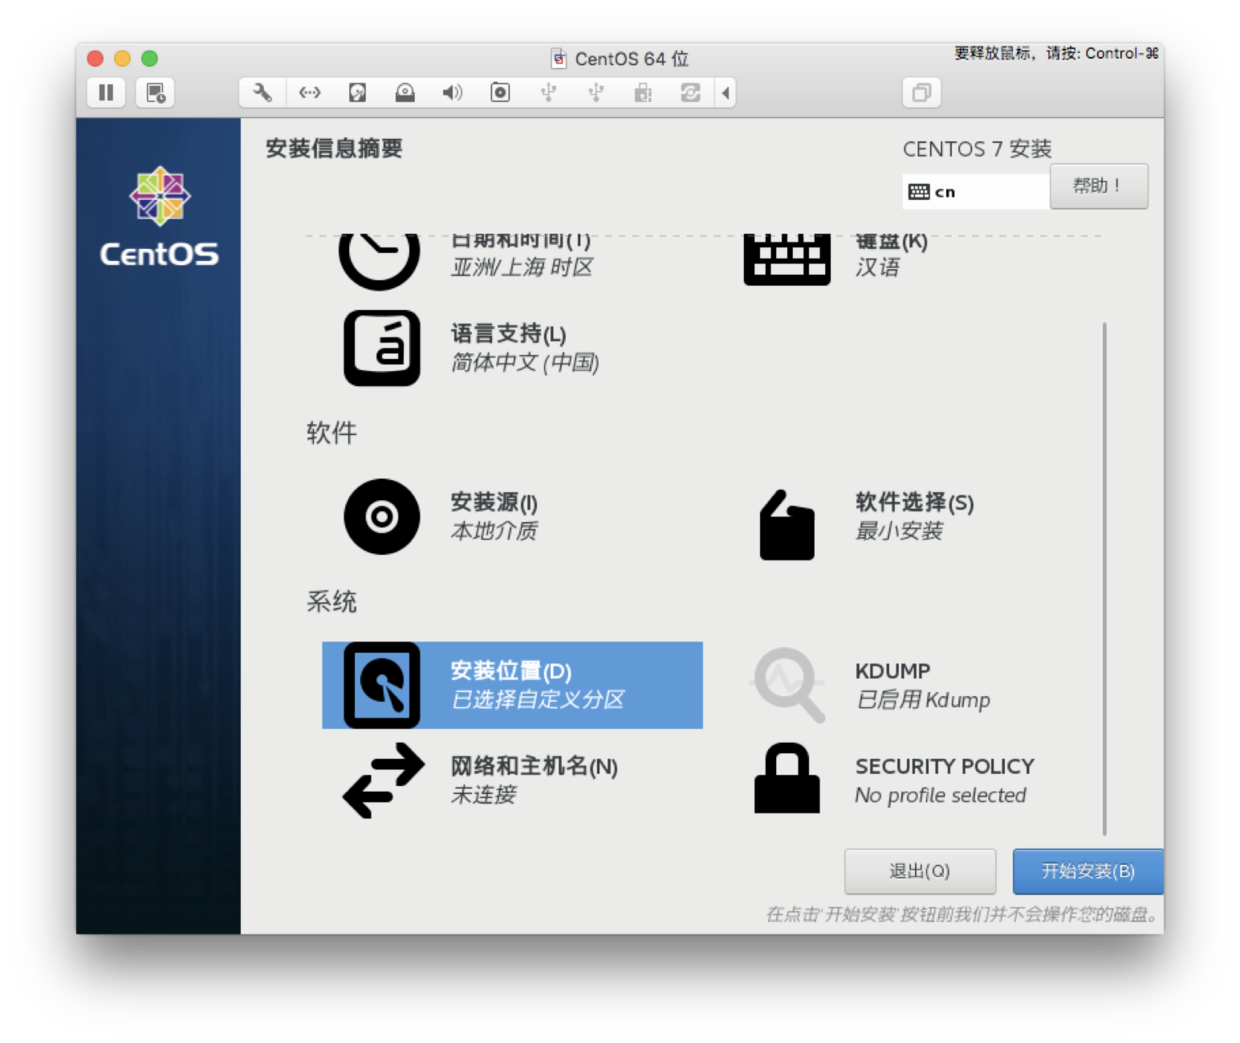 CentOS 64 位
要释放鼠标，请按: Control-⌘
安装信息摘要
CENTOS 7 安装
cn
帮助！
CentOS
日期和时间(T)
亚洲/上海 时区
键盘(K)
汉语
语言支持(L)
简体中文 (中国)
软件
安装源(I)
本地介质
软件选择(S)
最小安装
系统
安装位置(D)
已选择自定义分区
KDUMP
已启用 Kdump
网络和主机名(N)
未连接
SECURITY POLICY
No profile selected
退出(Q)
开始安装(B)
在点击'开始安装'按钮前我们并不会操作您的磁盘。